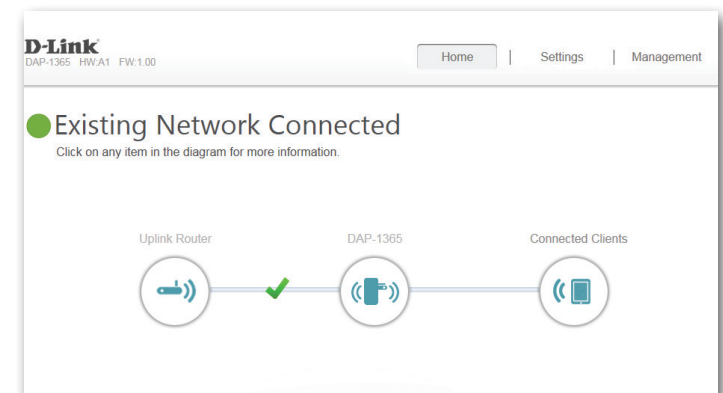 D-Link
DAP-1365 HW:A1 FW:1.00
Home | Settings | Management
Existing Network Connected
Click on any item in the diagram for more information.
Uplink Router DAP-1365 Connected Clients